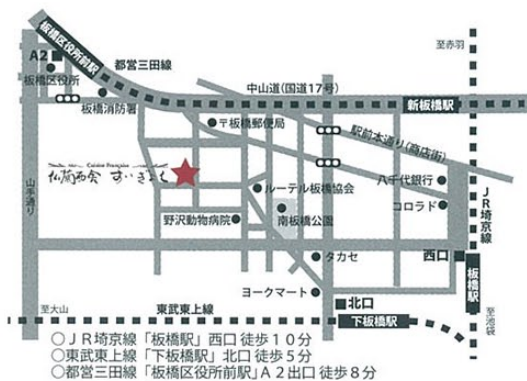 板橋区役所前駅
A2
板橋区役所
都営三田線
至赤羽
中山道(国道17号)
新板橋駅
板橋消防署
〒板橋郵便局
駅前本通り(商店街)
Cuisine Française
山手通り
ルーテル板橋協会
八千代銀行
コロラド
JR埼京線
野沢動物病院
南板橋公園
タカセ
西口
板橋駅
ヨークマート
北口
至大山
東武東上線
下板橋駅
至池袋
○JR埼京線「板橋駅」西口 徒歩10分
○東武東上線「下板橋駅」北口 徒歩5分
○都営三田線「板橋区役所前駅」A2出口 徒歩8分